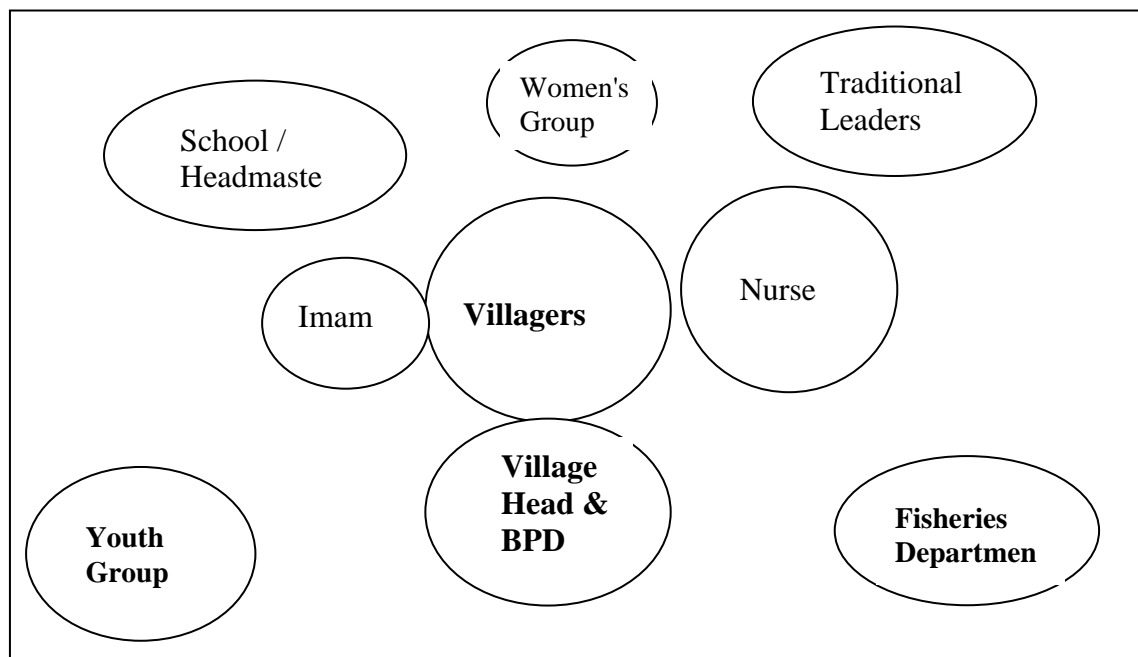 Women's
Group
Traditional
Leaders
School /
Headmaste
Imam
Villagers
Nurse
Village
Head &
BPD
Youth
Group
Fisheries
Departmen